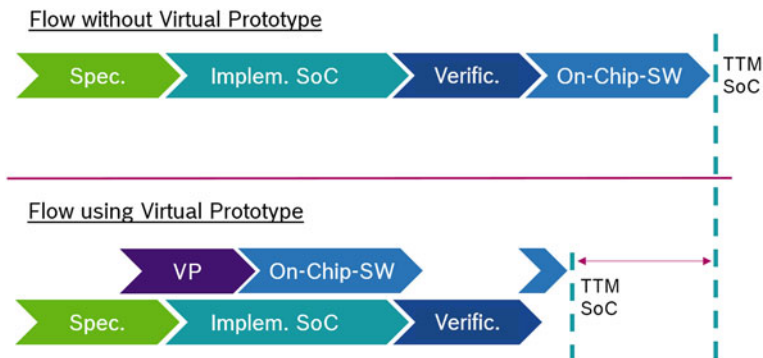 Flow without Virtual Prototype
Spec.
Implem. SoC
Verific.
On-Chip-SW
TTM
SoC
Flow using Virtual Prototype
VP
On-Chip-SW
TTM
SoC
Spec.
Implem. SoC
Verific.